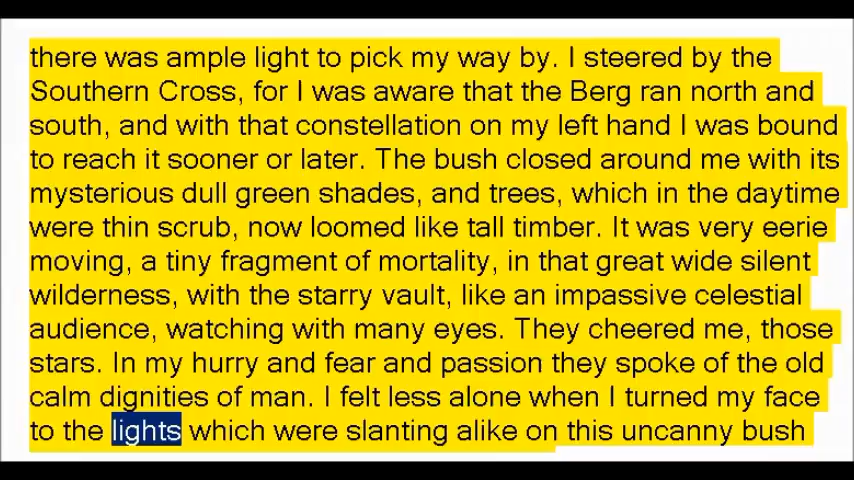 there was ample light to pick my way by. I steered by the
Southern Cross, for I was aware that the Berg ran north and
south, and with that constellation on my left hand I was bound
to reach it sooner or later. The bush closed around me with its
mysterious dull green shades, and trees, which in the daytime
were thin scrub, now loomed like tall timber. It was very eerie
moving, a tiny fragment of mortality, in that great wide silent
wilderness, with the starry vault, like an impassive celestial
audience, watching with many eyes. They cheered me, those
stars. In my hurry and fear and passion they spoke of the old
calm dignities of man. I felt less alone when I turned my face
to the lights which were slanting alike on this uncanny bush